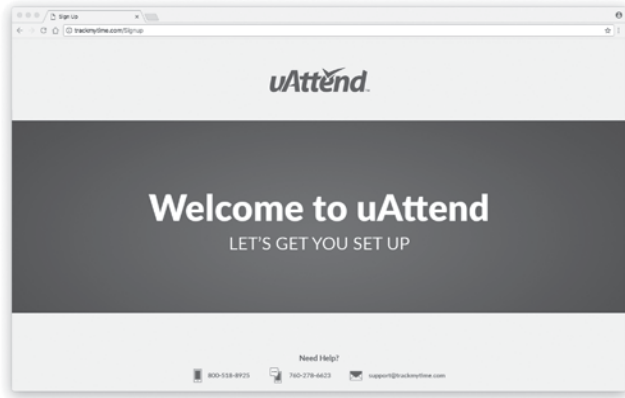 Sign Up
trackmytime.com/Signup
uAttend
Welcome to uAttend
LET'S GET YOU SET UP
Need Help?
800-518-8925 760-278-6623 support@trackmytime.com